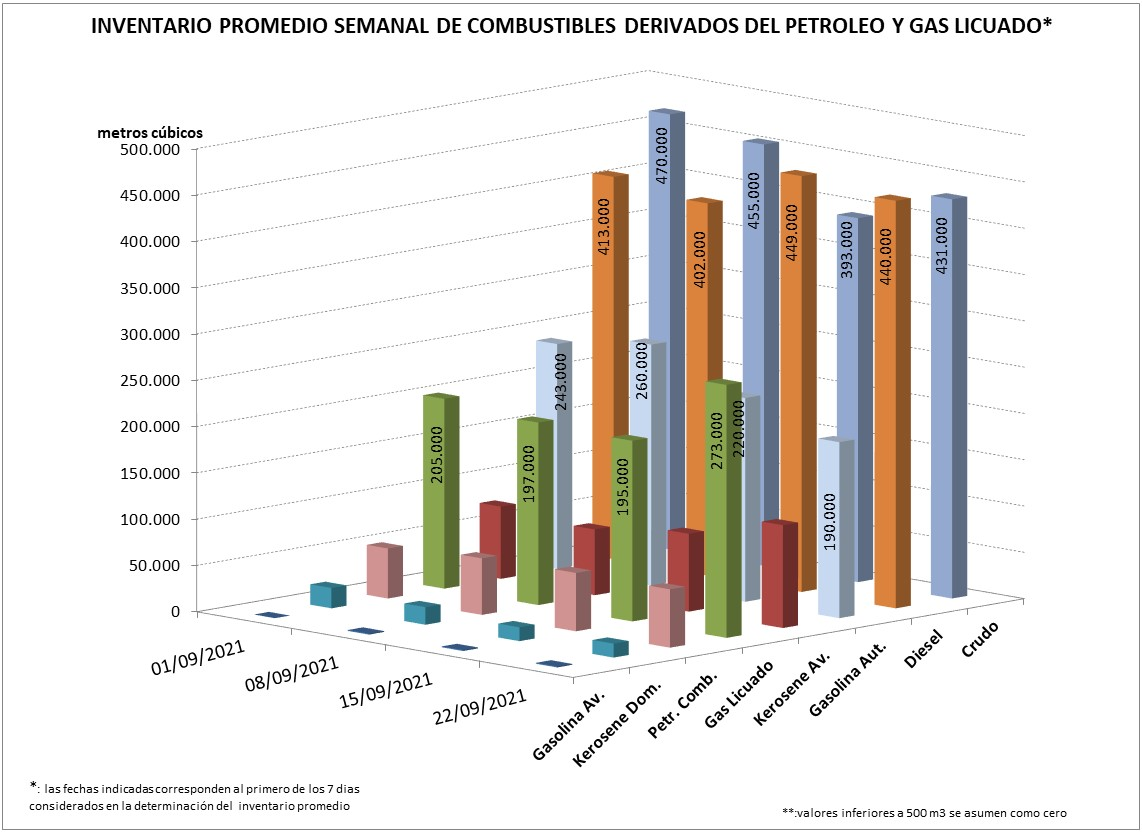 INVENTARIO PROMEDIO SEMANAL DE COMBUSTIBLES DERIVADOS DEL PETROLEO Y GAS LICUADO*
metros cúbicos
500.000
450.000
400.000
350.000
300.000
250.000
200.000
150.000
100.000
50.000
0
470.000
455.000
393.000
431.000
413.000
402.000
449.000
440.000
243.000
260.000
220.000
190.000
205.000
197.000
195.000
273.000
01/09/2021
08/09/2021
15/09/2021
22/09/2021
Gasolina Av.
Kerosene Dom.
Petr. Comb.
Gas Licuado
Kerosene Av.
Gasolina Aut.
Diesel
Crudo
*: las fechas indicadas corresponden al primero de los 7 dias
considerados en la determinación del inventario promedio
**:valores inferiores a 500 m3 se asumen como cero